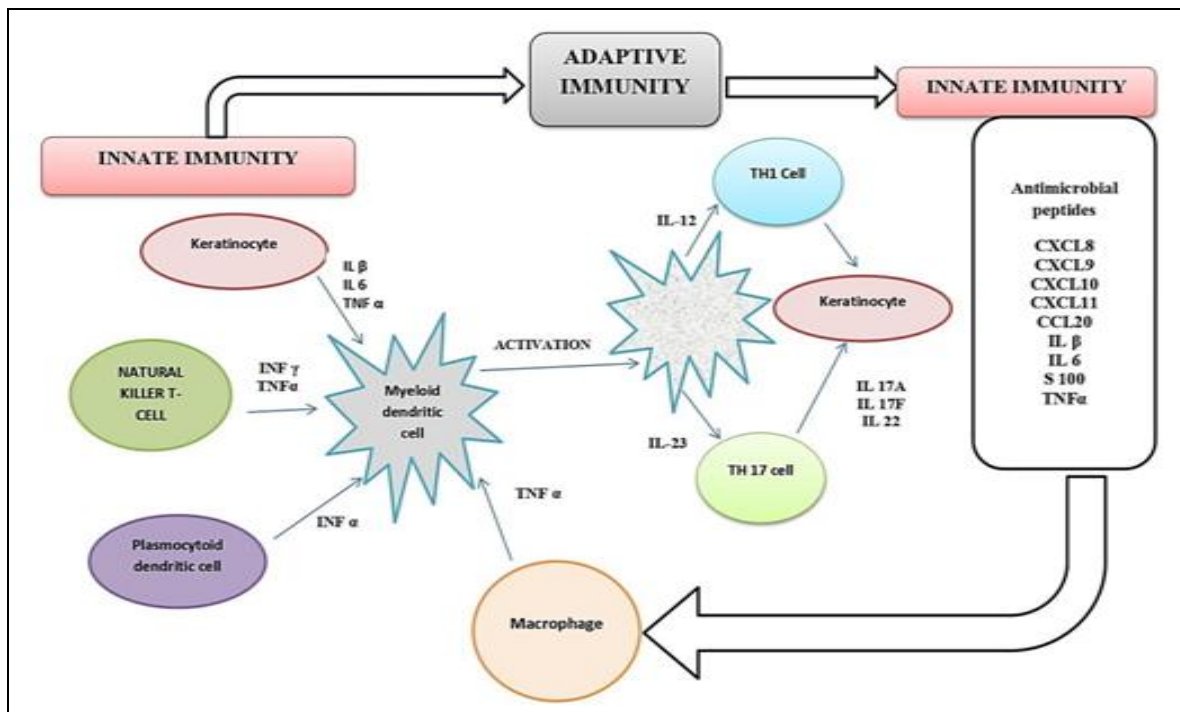 ADAPTIVE
IMMUNITY
INNATE IMMUNITY
INNATE IMMUNITY
Keratinocyte
IL β
IL 6
TNF α
NATURAL
KILLER T-
CELL
INF γ
TNFα
Plasmocytoid
dendritic cell
INF α
Myeloid
dendritic
cell
ACTIVATION
TNF α
Macrophage
IL-12
TH1 Cell
IL-23
TH 17 cell
Keratinocyte
IL 17A
IL 17F
IL 22
Antimicrobial
peptides
CXCL8
CXCL9
CXCL10
CXCL11
CCL20
IL β
IL 6
S 100
TNFα